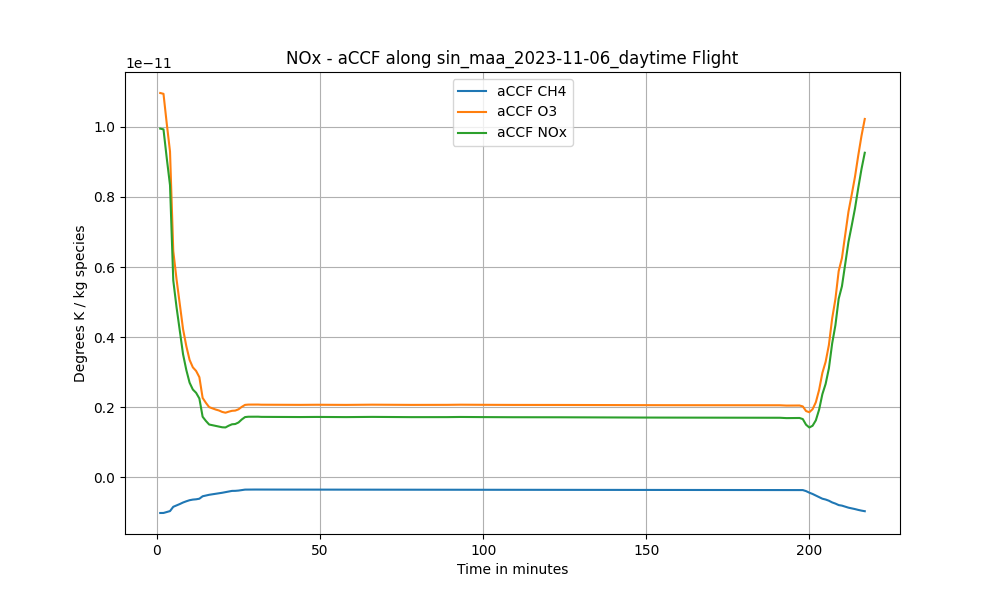 NOx - aCCF along sin_maa_2023-11-06_daytime Flight
1e−11
aCCF CH4
aCCF O3
aCCF NOx
1.0
0.8
0.6
0.4
0.2
0.0
Degrees K / kg species
0
50
100
150
200
Time in minutes